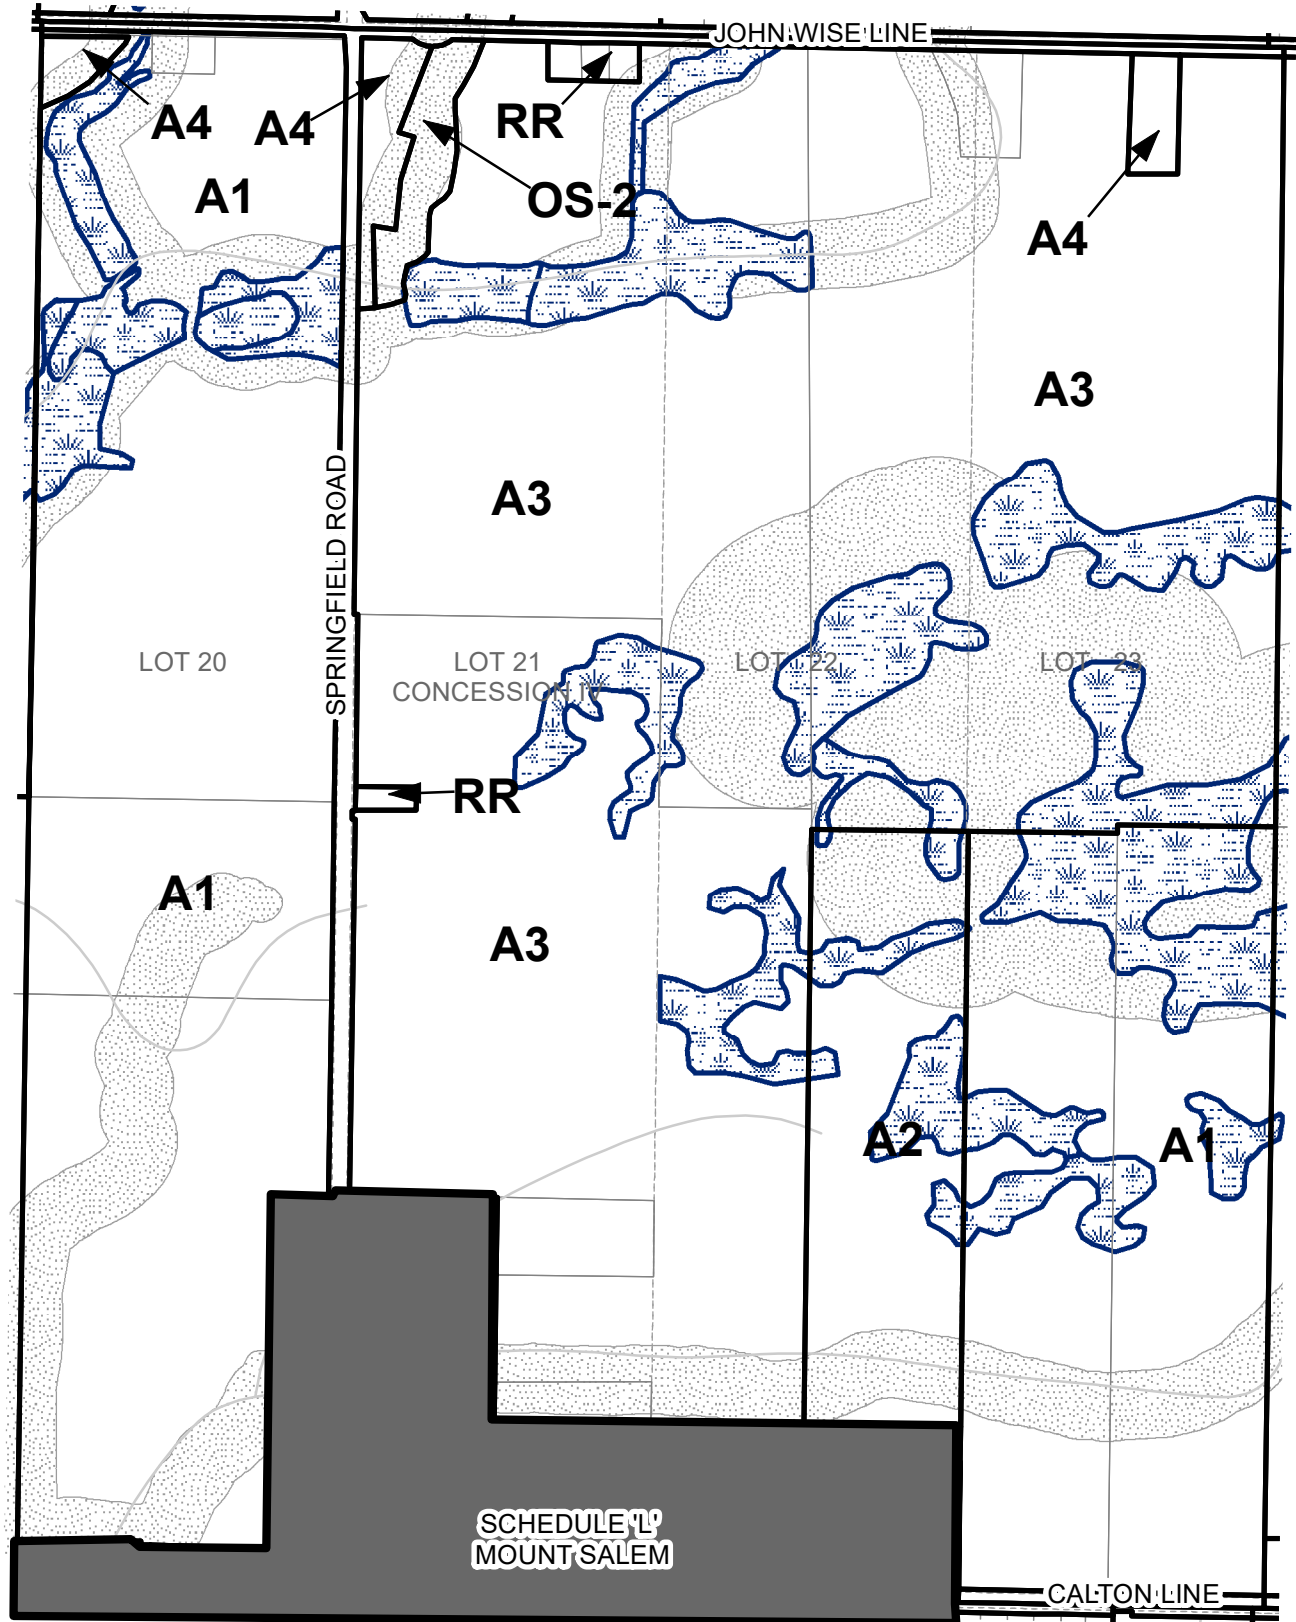 JOHN WISE LINE
A4
A4
RR
A1
OS-2
A4
A3
A3
SPRINGFIELD ROAD
LOT 20
LOT 21
CONCESSION IV
LOT 22
LOT 23
RR
A1
A3
A2
A1
SCHEDULE 'L'
MOUNT SALEM
CALTON LINE